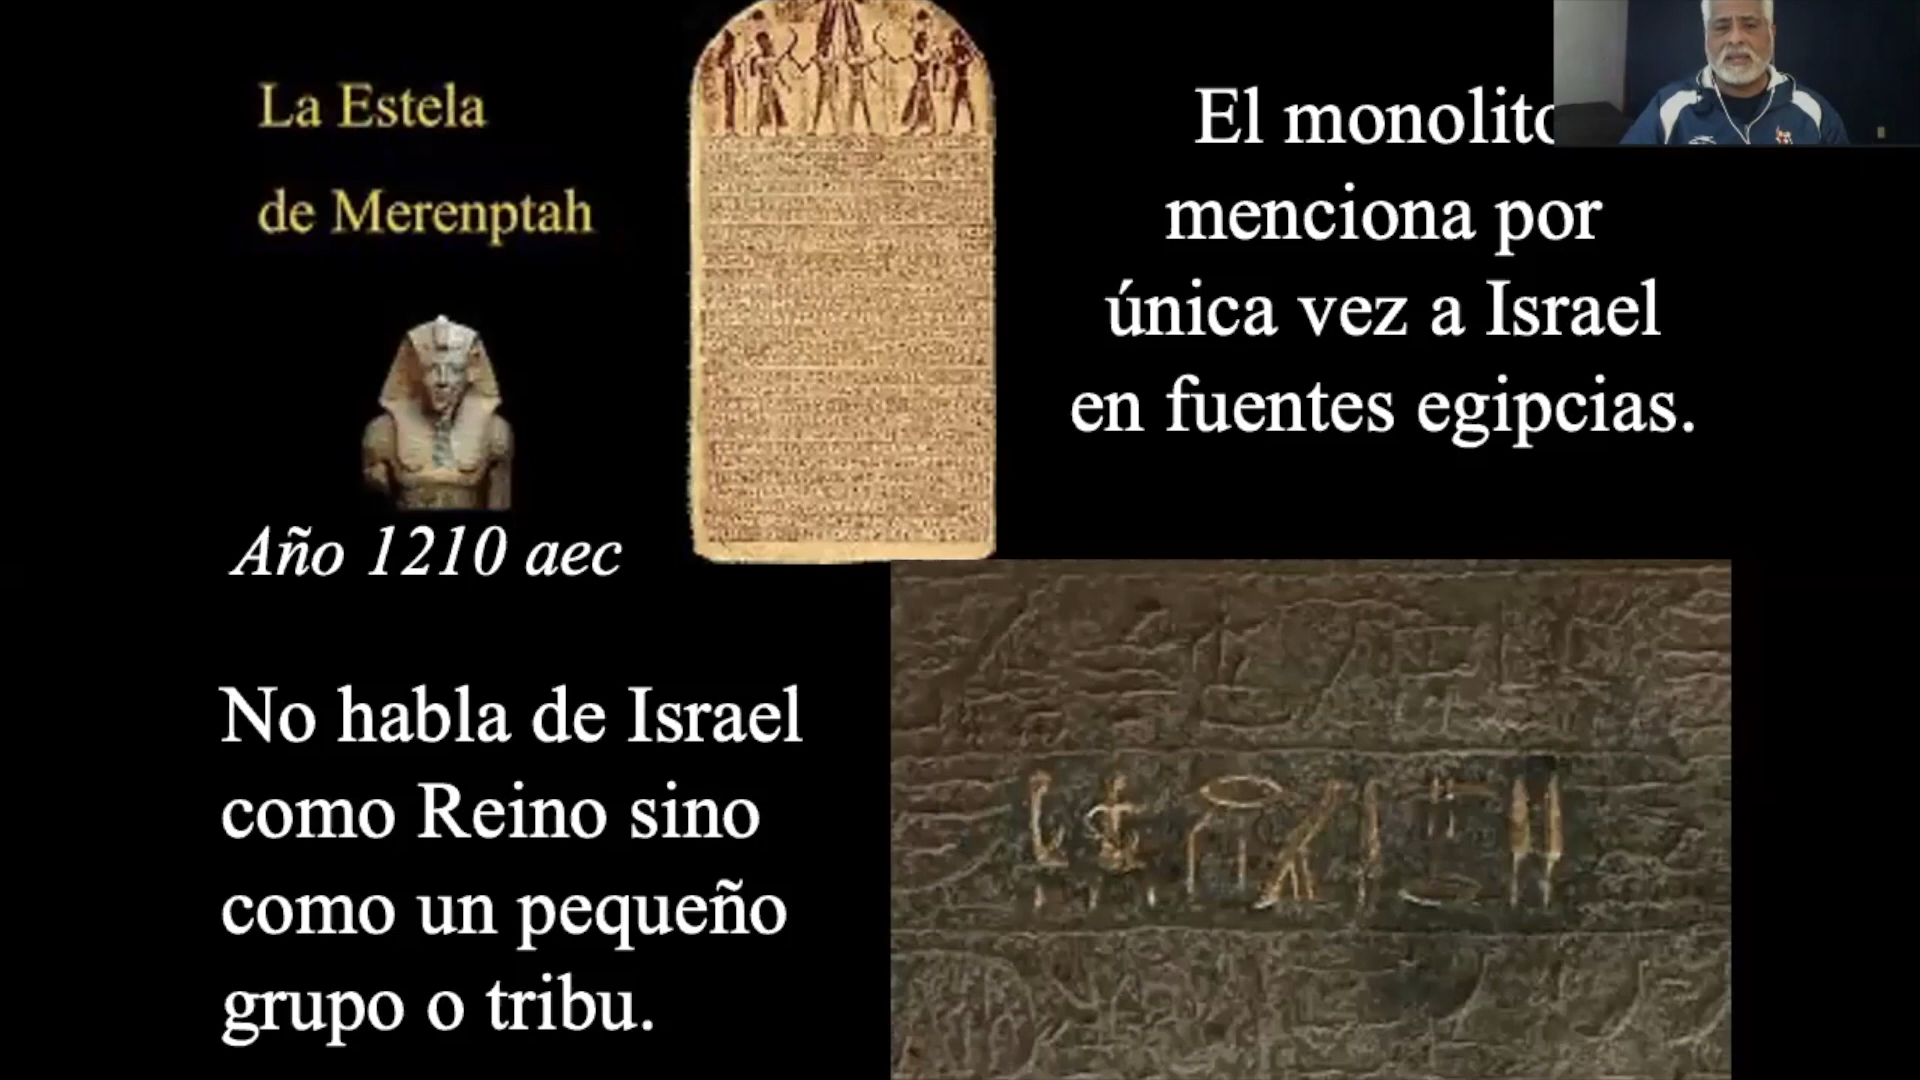 La Estela
de Merenptah
Año 1210 aec
El monolito
menciona por
única vez a Israel
en fuentes egipcias.
No habla de Israel
como Reino sino
como un pequeño
grupo o tribu.